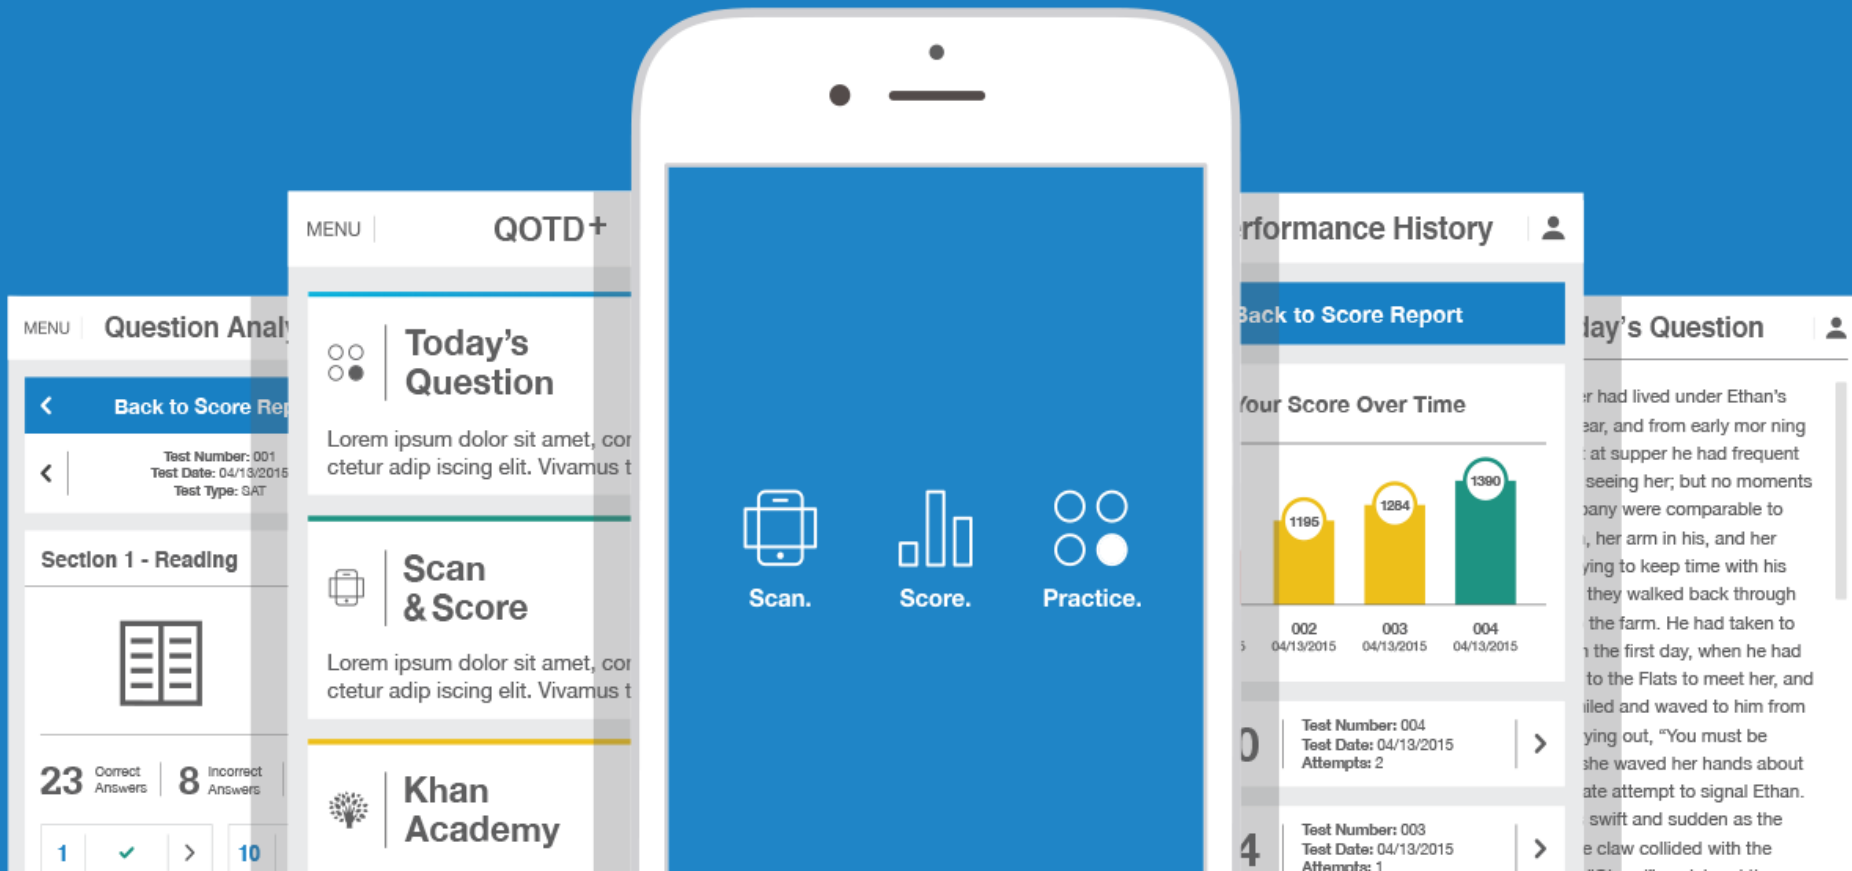 MENU
Question Analy
Back to Score Rep
Test Number: 001
Test Date: 04/13/2015
Test Type: SAT
Section 1 - Reading
23 Correct Answers
8 Incorrect Answers
1
10
MENU
QOTD+
Today's
Question
Lorem ipsum dolor sit amet, cor
ctetur adip iscing elit. Vivamus t
Scan
& Score
Lorem ipsum dolor sit amet, cor
ctetur adip iscing elit. Vivamus t
Khan
Academy
Scan.
Score.
Practice.
rformance History
Back to Score Report
Your Score Over Time
1195
1264
1390
002
04/13/2015
003
04/13/2015
004
04/13/2015
0
Test Number: 004
Test Date: 04/13/2015
Attempts: 2
4
Test Number: 003
Test Date: 04/13/2015
Attempts: 1
day's Question
er had lived under Ethan's
ear, and from early mor ning
at supper he had frequent
seeing her; but no moments
pany were comparable to
, her arm in his, and her
ying to keep time with his
they walked back through
the farm. He had taken to
the first day, when he had
to the Flats to meet her, and
iled and waved to him from
ying out, “You must be
she waved her hands about
ate attempt to signal Ethan.
swift and sudden as the
e claw collided with the